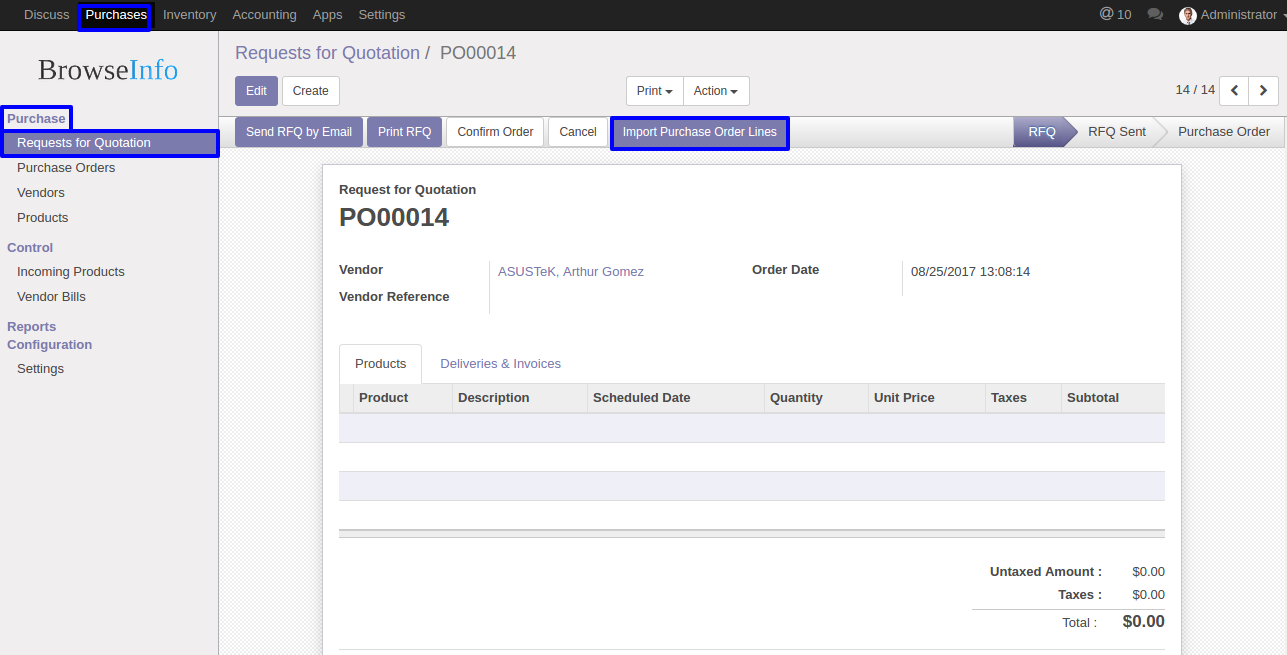 Discuss Purchases Inventory Accounting Apps Settings @ 10 Administrator
BrowseInfo
Purchase
Requests for Quotation
Purchase Orders
Vendors
Products
Control
Incoming Products
Vendor Bills
Reports
Configuration
Settings
Requests for Quotation / PO00014
Edit Create Print Action 14 / 14
Send RFQ by Email Print RFQ Confirm Order Cancel Import Purchase Order Lines RFQ RFQ Sent Purchase Order
Request for Quotation
PO00014
Vendor ASUSTeK, Arthur Gomez Order Date 08/25/2017 13:08:14
Vendor Reference
Products Deliveries & Invoices
Product Description Scheduled Date Quantity Unit Price Taxes Subtotal
Untaxed Amount : $0.00
Taxes : $0.00
Total : $0.00